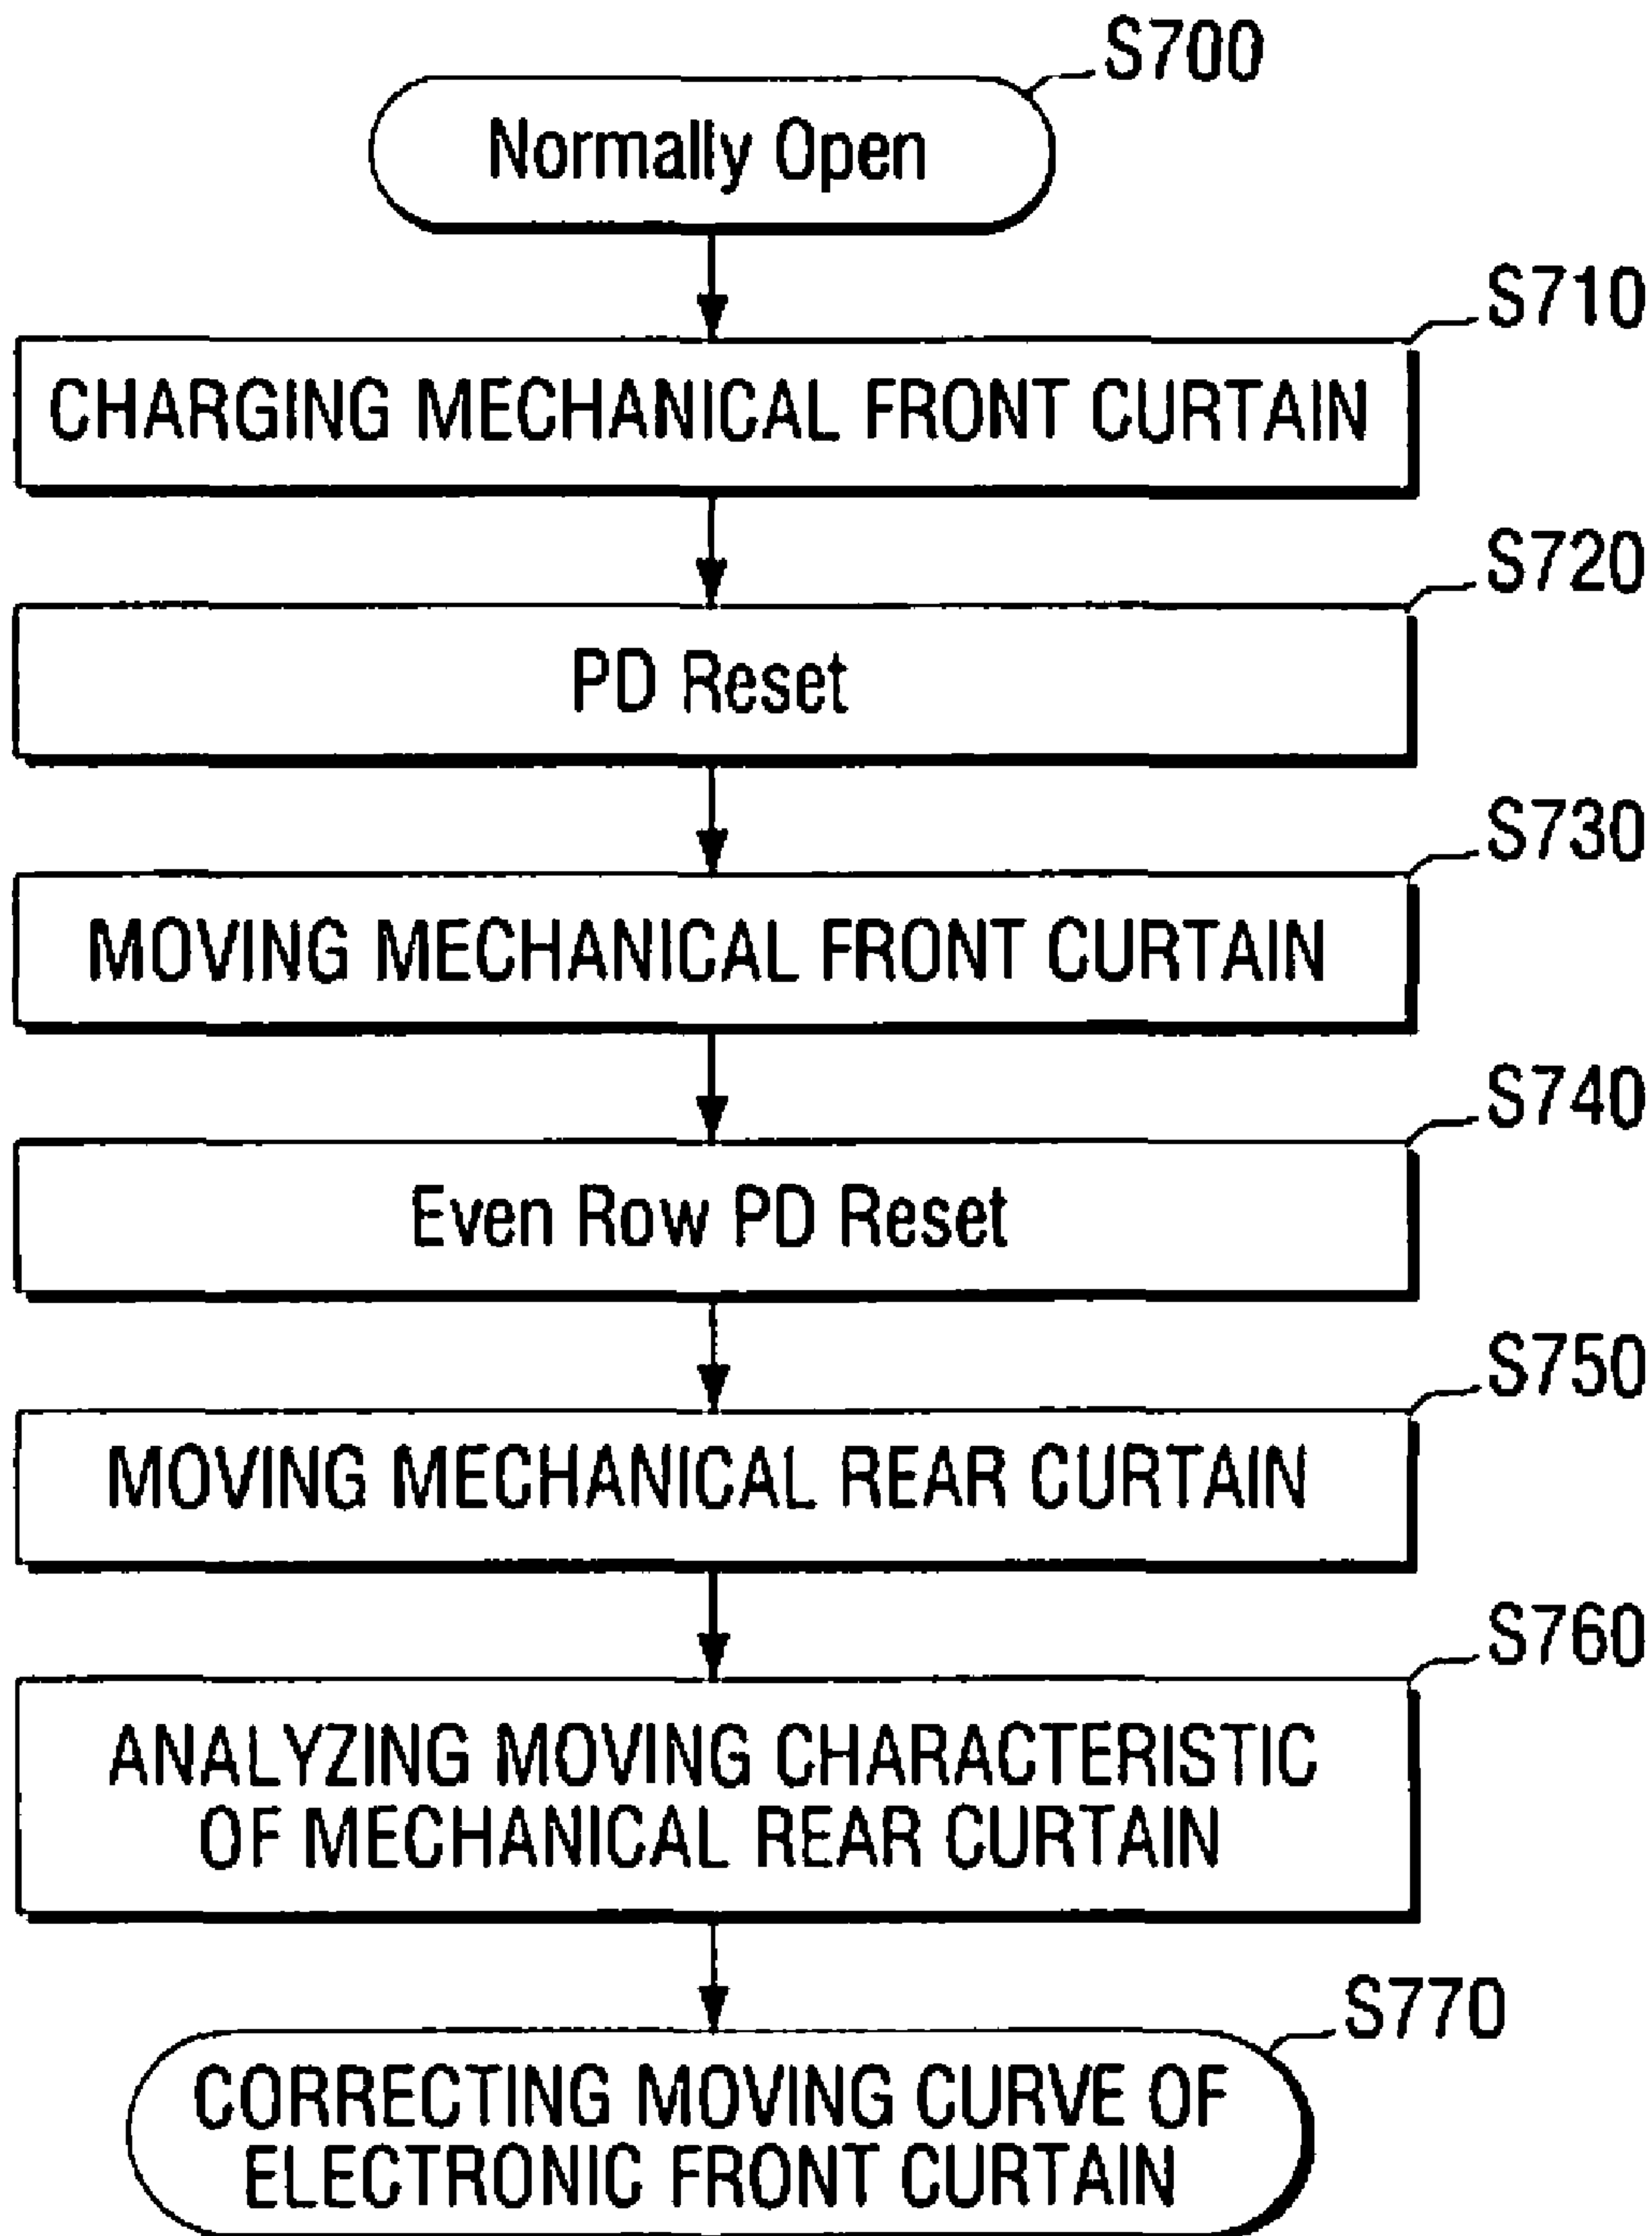 S700
Normally Open
S710
CHARGING MECHANICAL FRONT CURTAIN
S720
PD Reset
S730
MOVING MECHANICAL FRONT CURTAIN
S740
Even Row PD Reset
S750
MOVING MECHANICAL REAR CURTAIN
S760
ANALYZING MOVING CHARACTERISTIC
OF MECHANICAL REAR CURTAIN
S770
CORRECTING MOVING CURVE OF
ELECTRONIC FRONT CURTAIN